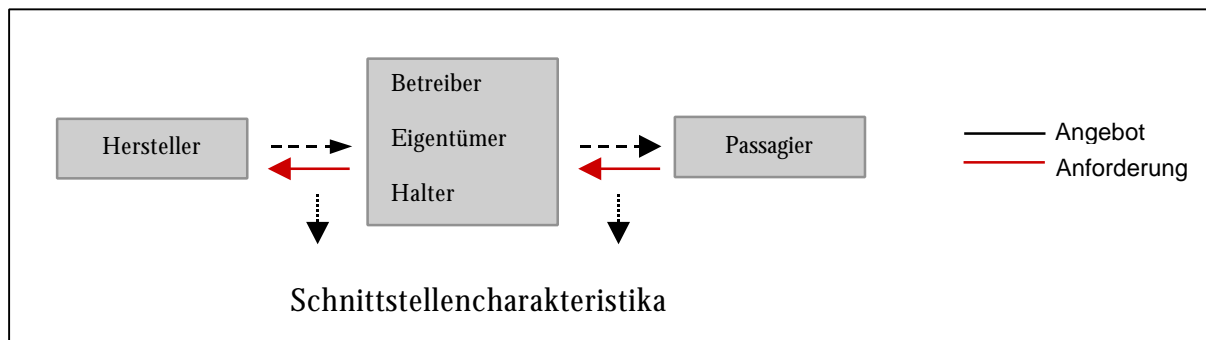 Hersteller
Betreiber
Eigentümer
Halter
Passagier
Angebot
Anforderung
Schnittstellencharakteristika